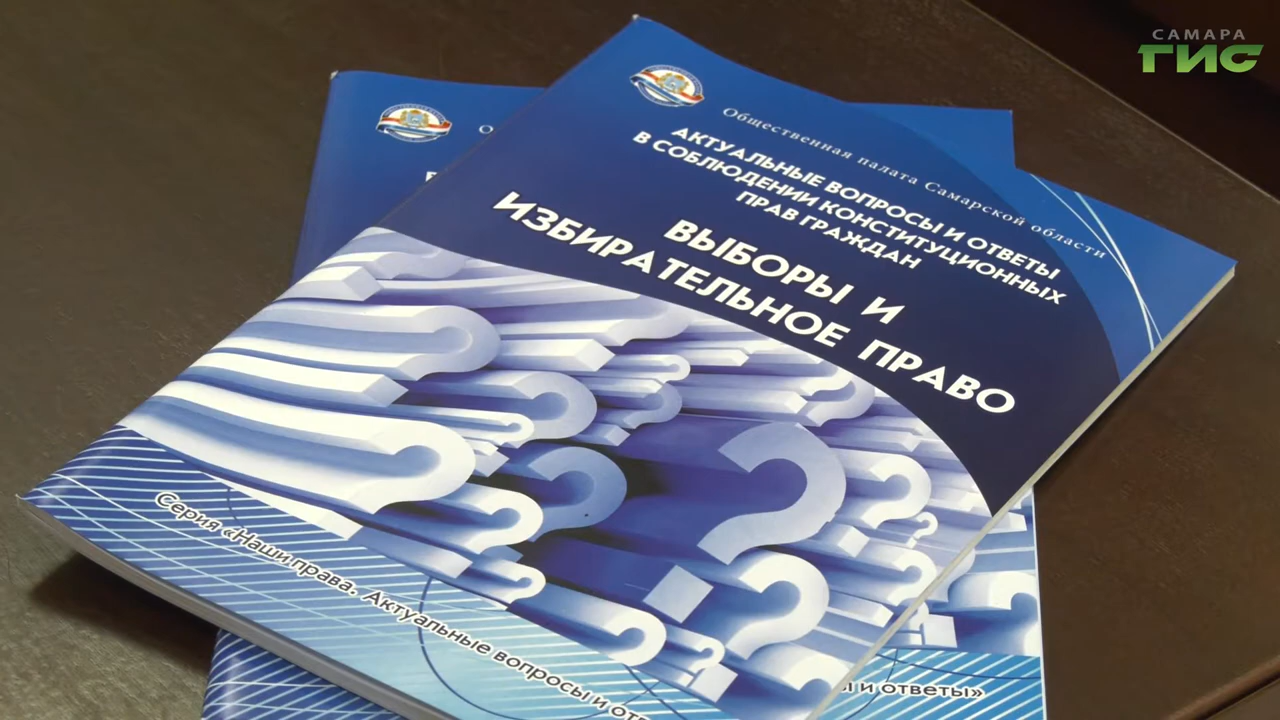 САМАРА
ГИС
Общественная палата Самарской области
АКТУАЛЬНЫЕ ВОПРОСЫ И ОТВЕТЫ
В СОБЛЮДЕНИИ КОНСТИТУЦИОННЫХ
ПРАВ ГРАЖДАН
ВЫБОРЫ И
ИЗБИРАТЕЛЬНОЕ ПРАВО
Серия «Наши права. Актуальные вопросы и
и ответы»